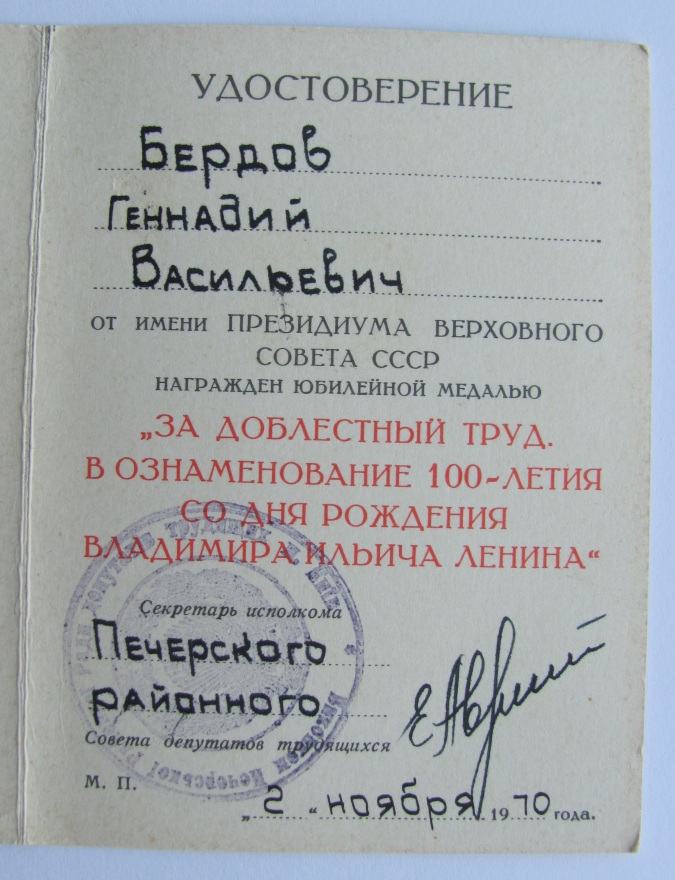 УДОСТОВЕРЕНИЕ
Бердов
Геннадий
Васильевич
ОТ ИМЕНИ ПРЕЗИДИУМА ВЕРХОВНОГО
СОВЕТА СССР
НАГРАЖДЕН ЮБИЛЕЙНОЙ МЕДАЛЬЮ
„ЗА ДОБЛЕСТНЫЙ ТРУД.
В ОЗНАМЕНОВАНИЕ 100-ЛЕТИЯ
СО ДНЯ РОЖДЕНИЯ
ВЛАДИМИРА ИЛЬИЧА ЛЕНИНА“
Секретарь исполкома
Печерского
районного
Совета депутатов трудящихся
М. П.
„2“ ноября 1970 года.